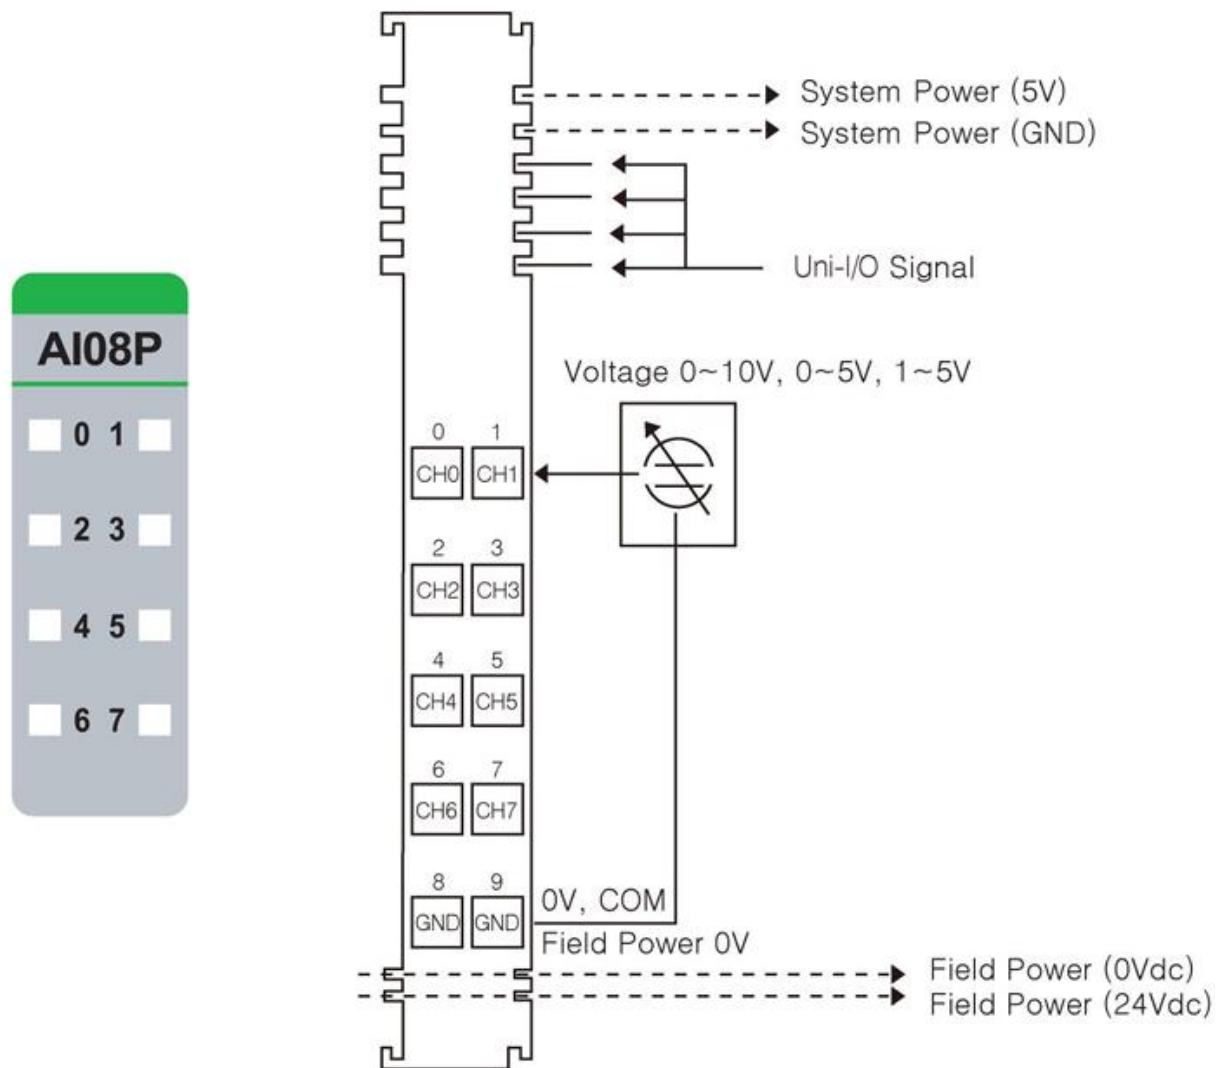 System Power (5V)
System Power (GND)
Uni-I/O Signal
AI08P
0 1
2 3
4 5
6 7
Voltage 0~10V, 0~5V, 1~5V
0 1
CH0 CH1
2 3
CH2 CH3
4 5
CH4 CH5
6 7
CH6 CH7
8 9
GND GND
0V, COM
Field Power 0V
Field Power (0Vdc)
Field Power (24Vdc)